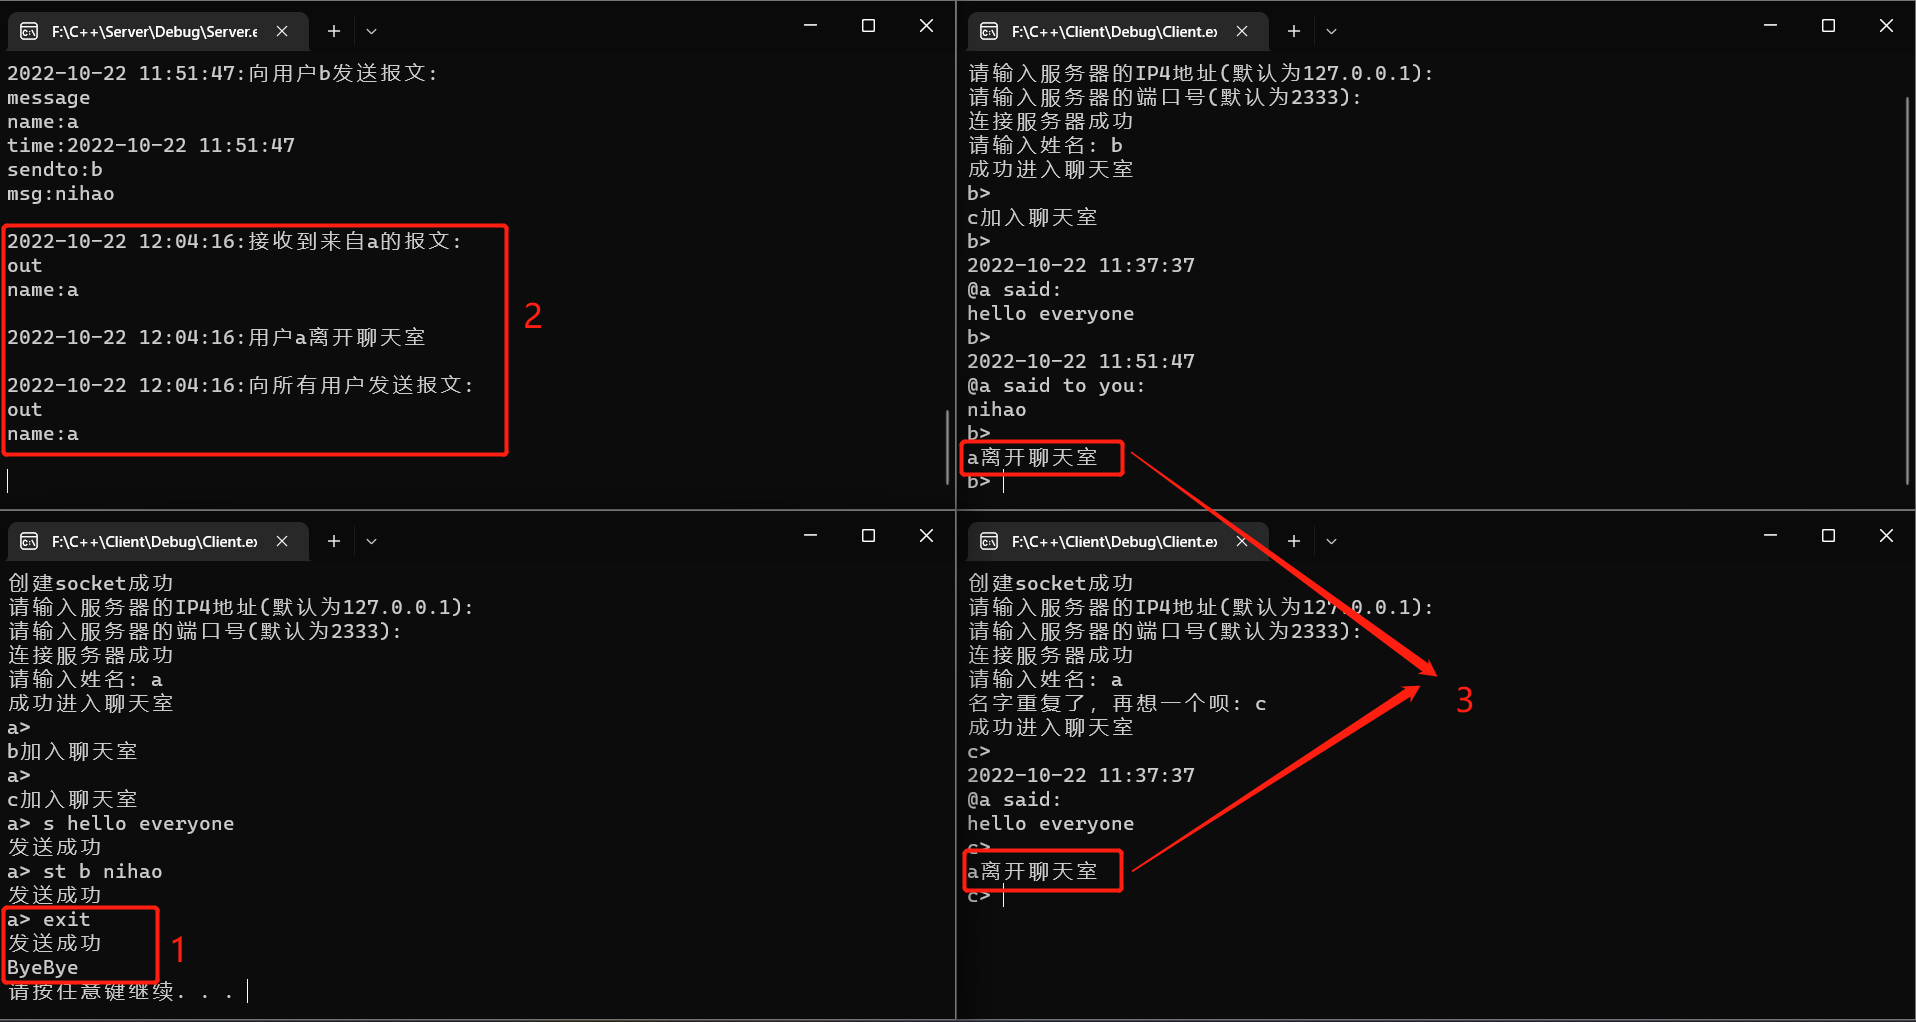 F:\C++\Server\Debug\Server.e
2022-10-22 11:51:47:向用户b发送报文:
message
name:a
time:2022-10-22 11:51:47
sendto:b
msg:nihao
2022-10-22 12:04:16:接收到来自a的报文:
out
name:a
2022-10-22 12:04:16:用户a离开聊天室
2022-10-22 12:04:16:向所有用户发送报文:
out
name:a
2
F:\C++\Client\Debug\Client.ex
请输入服务器的IP4地址(默认为127.0.0.1):
请输入服务器的端口号(默认为2333):
连接服务器成功
请输入姓名: b
成功进入聊天室
b>
c加入聊天室
b>
2022-10-22 11:37:37
@a said:
hello everyone
b>
2022-10-22 11:51:47
@a said to you:
nihao
b>
a离开聊天室
b>
F:\C++\Client\Debug\Client.ex
创建socket成功
请输入服务器的IP4地址(默认为127.0.0.1):
请输入服务器的端口号(默认为2333):
连接服务器成功
请输入姓名: a
成功进入聊天室
a>
b加入聊天室
a>
c加入聊天室
a> s hello everyone
发送成功
a> st b nihao
发送成功
a> exit
发送成功
ByeBye
请按任意键继续. . .
1
F:\C++\Client\Debug\Client.ex
创建socket成功
请输入服务器的IP4地址(默认为127.0.0.1):
请输入服务器的端口号(默认为2333):
连接服务器成功
请输入姓名: a
名字重复了, 再想一个呗: c
成功进入聊天室
c>
2022-10-22 11:37:37
@a said:
hello everyone
c>
a离开聊天室
c>
3